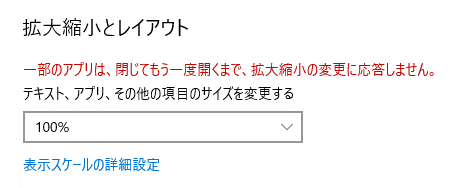 拡大縮小とレイアウト
一部のアプリは、閉じてもう一度開くまで、拡大縮小の変更に応答しません。
テキスト、アプリ、その他の項目のサイズを変更する
100%
表示スケールの詳細設定